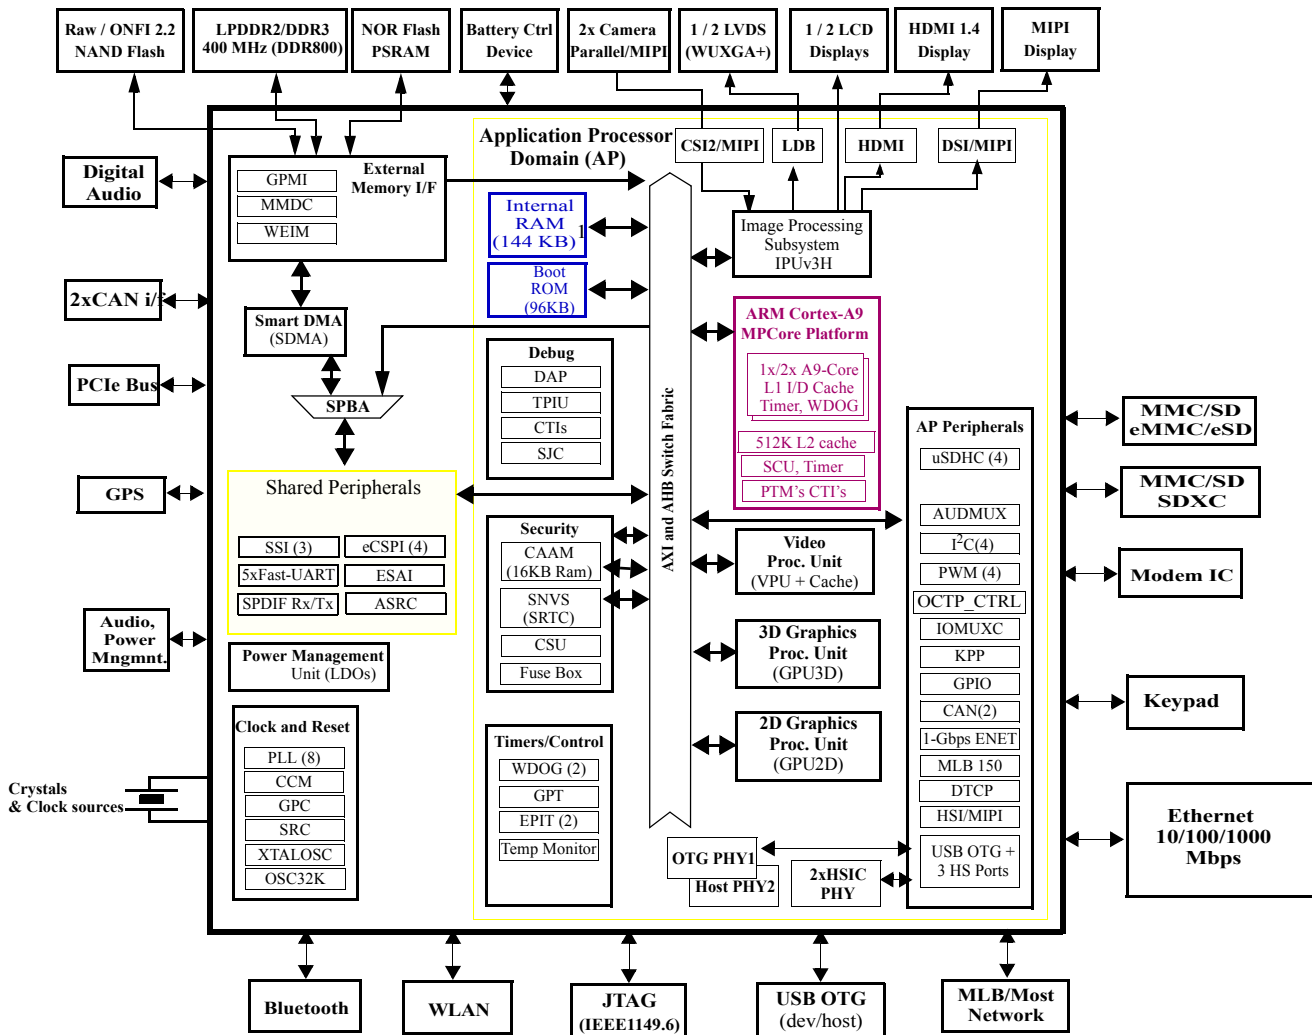 Raw / ONFI 2.2
NAND Flash
LPDDR2/DDR3
400 MHz (DDR800)
NOR Flash
PSRAM
Battery Ctrl
Device
2x Camera
Parallel/MIPI
1 / 2 LVDS
(WUXGA+)
1 / 2 LCD
Displays
HDMI 1.4
Display
MIPI
Display
Digital
Audio
2xCAN i/f
PCIe Bus
GPS
Audio,
Power
Mngmnt.
Crystals
& Clock sources
External
Memory I/F
GPMI
MMDC
WEIM
Smart DMA
(SDMA)
SPBA
Shared Peripherals
SSI (3)
eCSPI (4)
5xFast-UART
ESAI
SPDIF Rx/Tx
ASRC
Power Management
Unit (LDOs)
Clock and Reset
PLL (8)
CCM
GPC
SRC
XTALOSC
OSC32K
Application Processor
Domain (AP)
Internal
RAM
(144 KB) 1
Boot
ROM
(96KB)
Debug
DAP
TPIU
CTIs
SJC
Security
CAAM
(16KB Ram)
SNVS
(SRTC)
CSU
Fuse Box
Timers/Control
WDOG (2)
GPT
EPIT (2)
Temp Monitor
AXI and AHB Switch Fabric
CSI2/MIPI
LDB
HDMI
DSI/MIPI
Image Processing
Subsystem
IPUv3H
ARM Cortex-A9
MPCore Platform
1x/2x A9-Core
L1 I/D Cache
Timer, WDOG
512K L2 cache
SCU, Timer
PTM's CTI's
Video
Proc. Unit
(VPU + Cache)
3D Graphics
Proc. Unit
(GPU3D)
2D Graphics
Proc. Unit
(GPU2D)
OTG PHY1
Host PHY2
2xHSIC
PHY
AP Peripherals
uSDHC (4)
AUDMUX
I2C(4)
PWM (4)
OCTP_CTRL
IOMUXC
KPP
GPIO
CAN(2)
1-Gbps ENET
MLB 150
DTCP
HSI/MIPI
USB OTG +
3 HS Ports
MMC/SD
eMMC/eSD
MMC/SD
SDXC
Modem IC
Keypad
Ethernet
10/100/1000
Mbps
Bluetooth
WLAN
JTAG
(IEEE1149.6)
USB OTG
(dev/host)
MLB/Most
Network